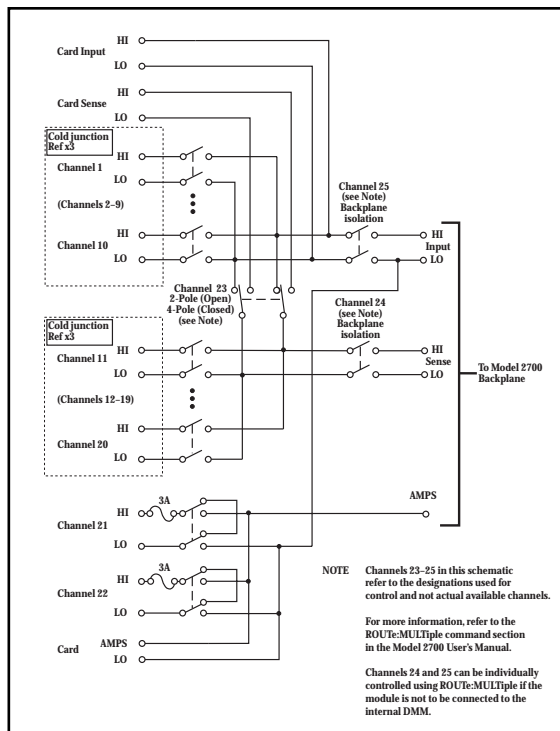 Card Input
HI
LO
Card Sense
HI
LO
Cold junction
Ref x3
Channel 1
HI
LO
(Channels 2–9)
Channel 10
HI
LO
Channel 25
(see Note)
Backplane
isolation
HI
Input
LO
Channel 23
2-Pole (Open)
4-Pole (Closed)
(see Note)
Channel 24
(see Note)
Backplane
isolation
HI
Sense
LO
To Model 2700
Backplane
Cold junction
Ref x3
Channel 11
HI
LO
(Channels 12–19)
Channel 20
HI
LO
AMPS
Channel 21
HI
3A
LO
Channel 22
HI
3A
LO
Card
AMPS
LO
NOTE Channels 23–25 in this schematic
refer to the designations used for
control and not actual available channels.
For more information, refer to the
ROUTe:MULTiple command section
in the Model 2700 User's Manual.
Channels 24 and 25 can be individually
controlled using ROUTe:MULTiple if the
module is not to be connected to the
internal DMM.